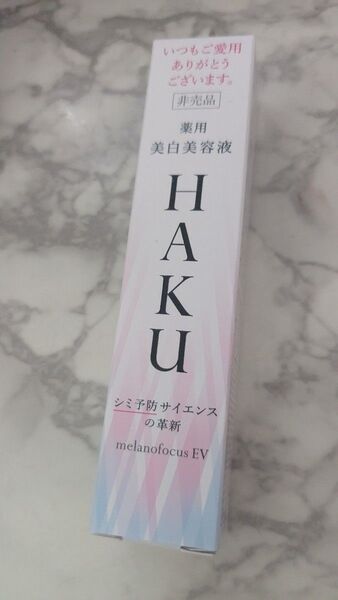 いつもご愛用
ありがとう
ございます。
非売品
薬用
美白美容液
HAKU
シミ予防サイエンス
の革新
melanofocus EV